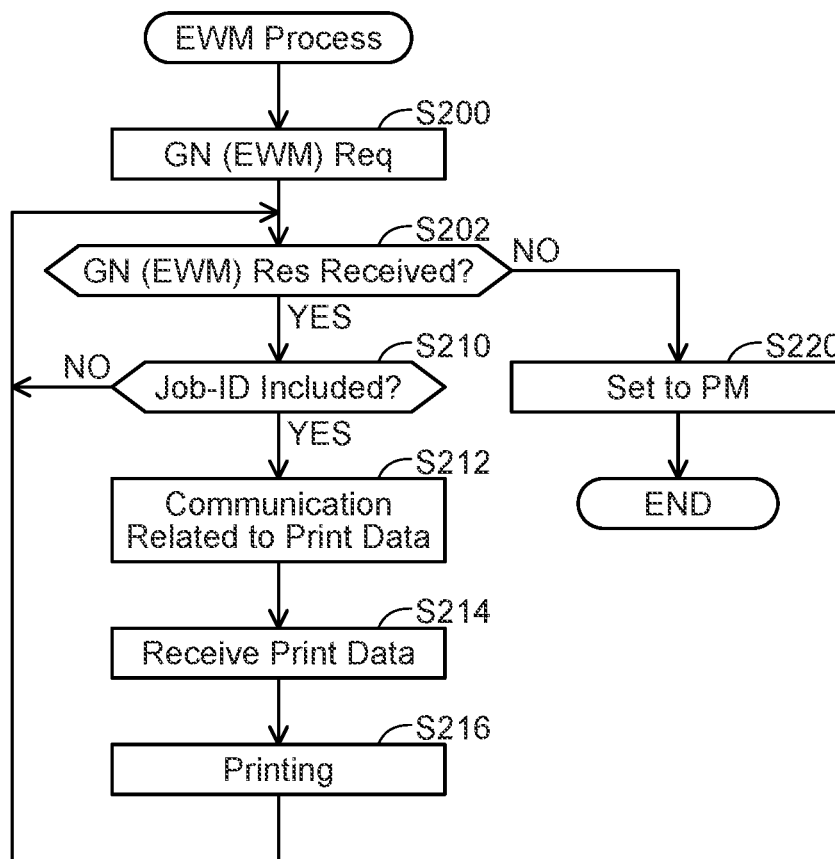 EWM Process
S200
GN (EWM) Req
S202
GN (EWM) Res Received?
NO
YES
S210
NO
Job-ID Included?
S220
Set to PM
YES
S212
Communication
Related to Print Data
END
S214
Receive Print Data
S216
Printing